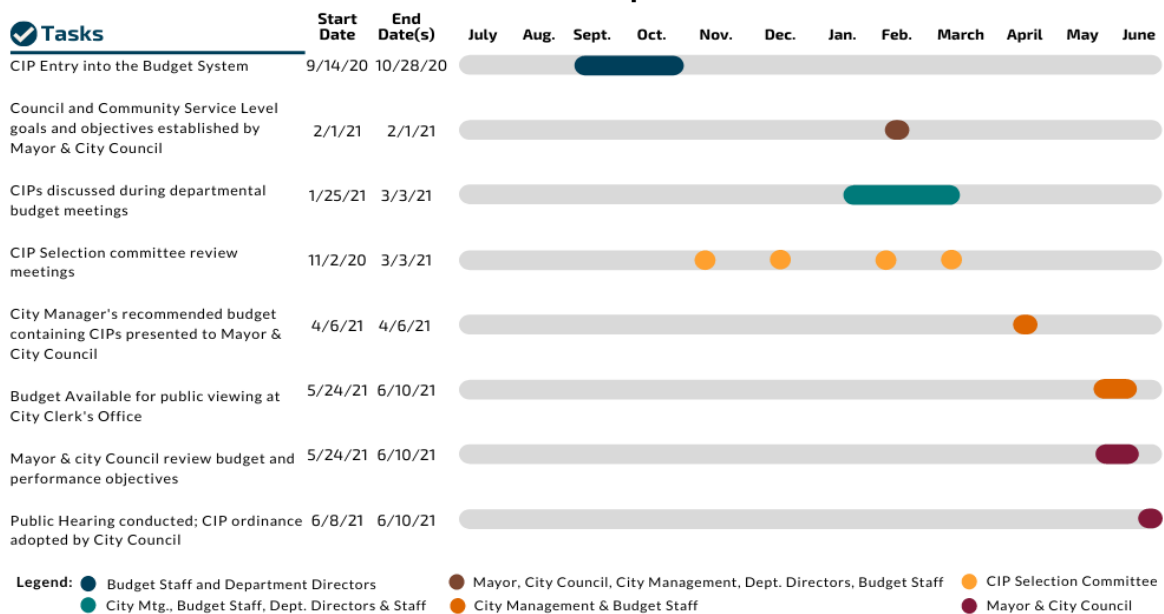 Tasks Start Date End Date(s) July Aug. Sept. Oct. Nov. Dec. Jan. Feb. March April May June
CIP Entry into the Budget System 9/14/20 10/28/20
Council and Community Service Level
goals and objectives established by
Mayor & City Council
2/1/21 2/1/21
CIPs discussed during departmental
budget meetings
1/25/21 3/3/21
CIP Selection committee review
meetings
11/2/20 3/3/21
City Manager's recommended budget
containing CIPs presented to Mayor &
City Council
4/6/21 4/6/21
Budget Available for public viewing at
City Clerk's Office
5/24/21 6/10/21
Mayor & city Council review budget and
performance objectives
5/24/21 6/10/21
Public Hearing conducted; CIP ordinance
adopted by City Council
6/8/21 6/10/21
Legend: Budget Staff and Department Directors Mayor, City Council, City Management, Dept. Directors, Budget Staff CIP Selection Committee
City Mtg., Budget Staff, Dept. Directors & Staff City Management & Budget Staff Mayor & City Council